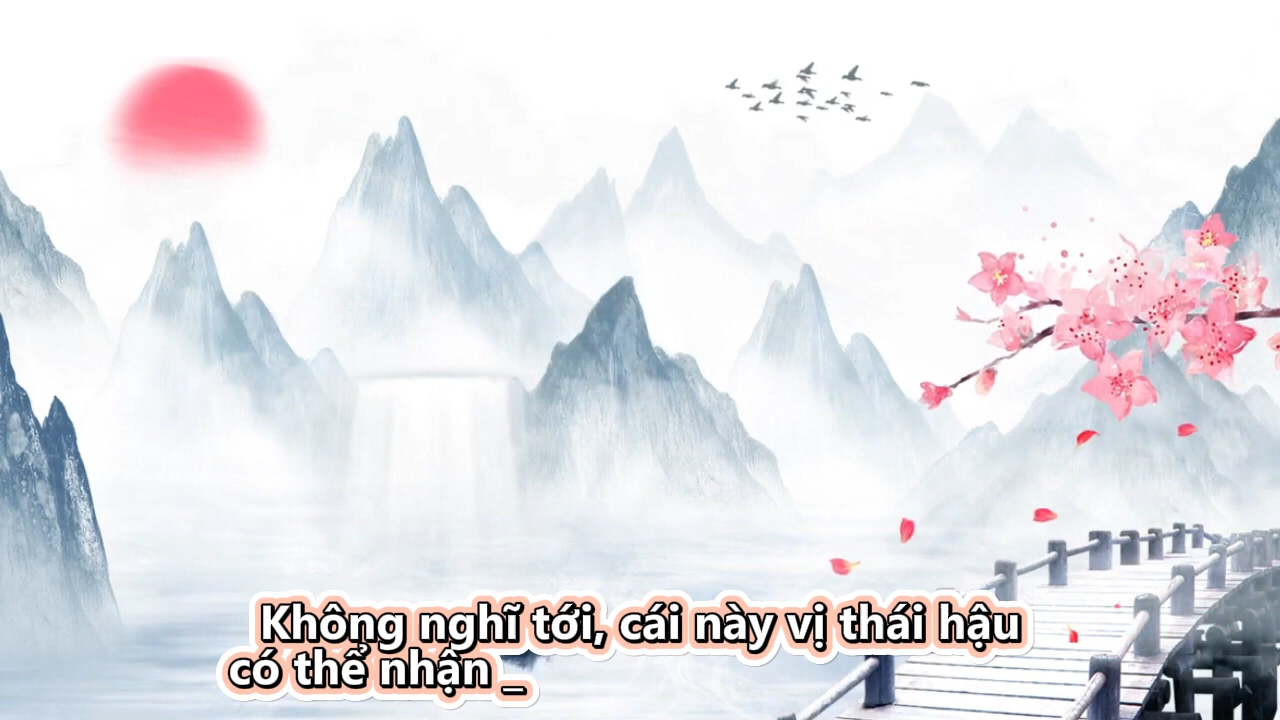 Không nghĩ tới, cái này vị thái hậu
có thể nhận _